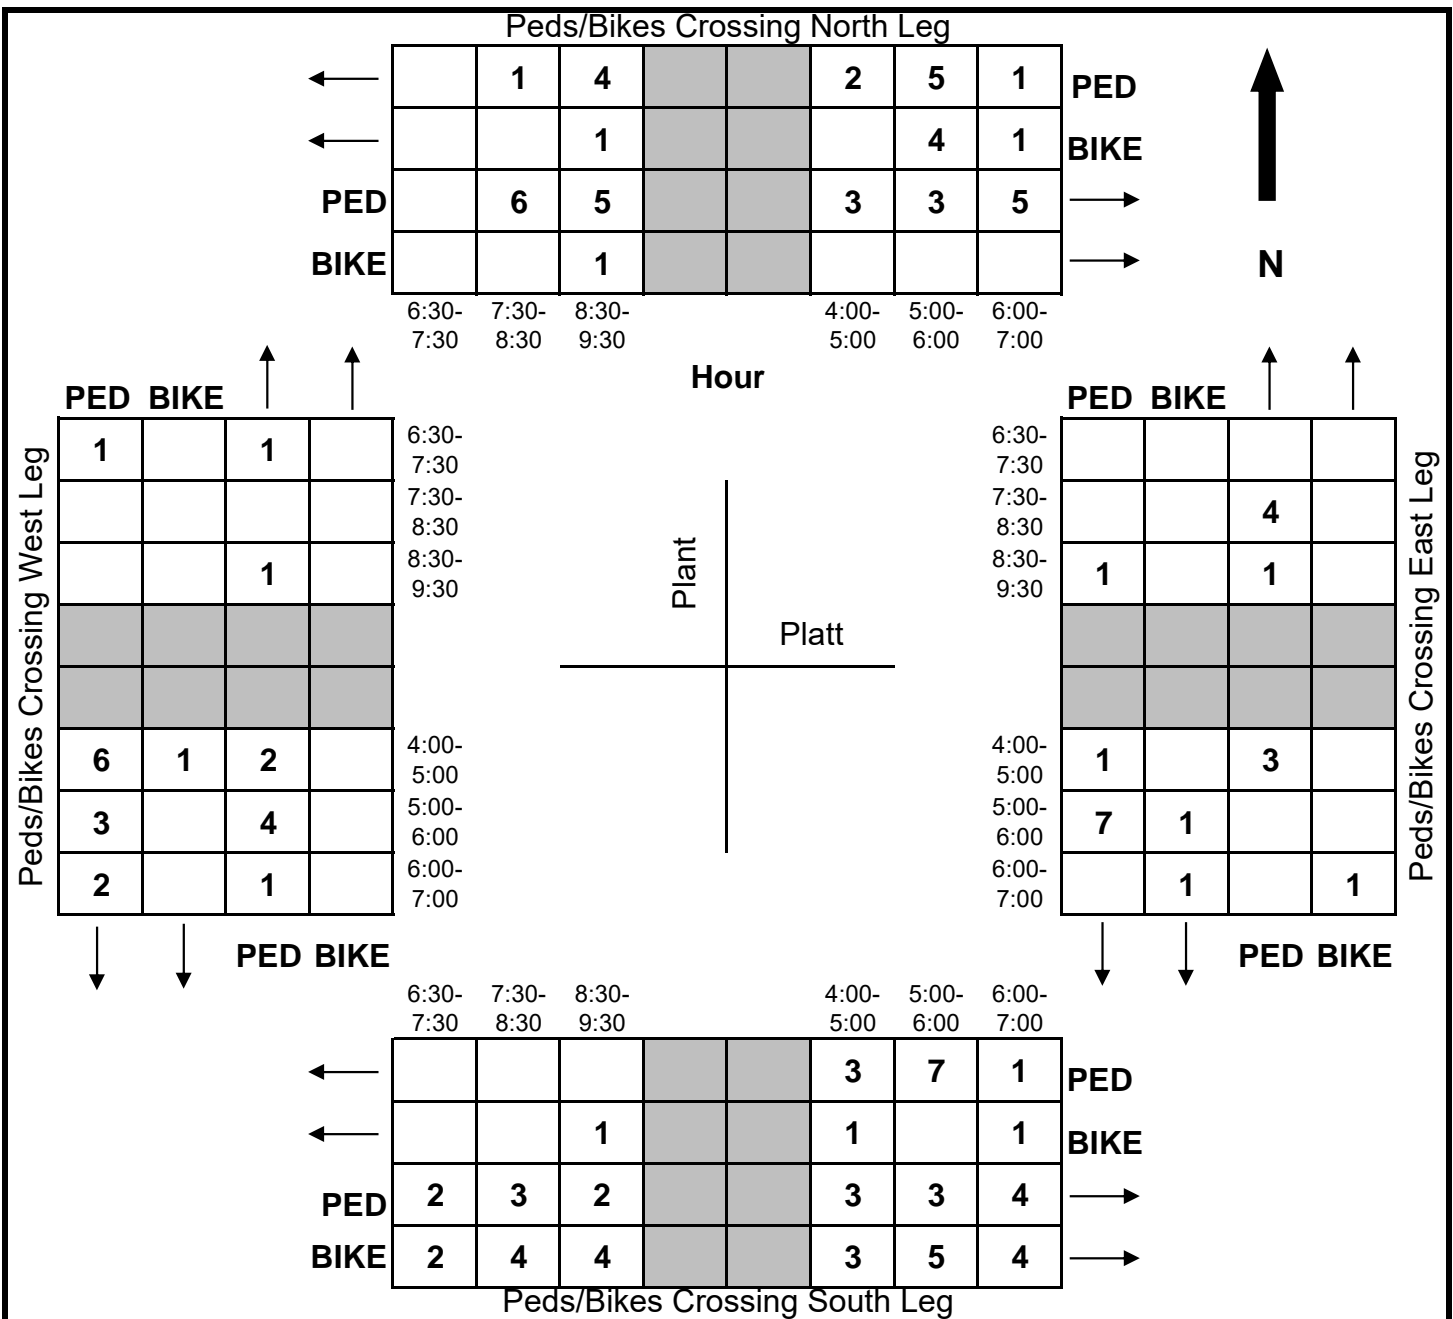 Peds/Bikes Crossing North Leg
1 4 2 5 1 PED
1 4 1 BIKE
PED 6 5 3 3 5
BIKE 1 N
6:30- 7:30- 8:30- 4:00- 5:00- 6:00-
7:30 8:30 9:30 5:00 6:00 7:00
Hour
PED BIKE
Peds/Bikes Crossing West Leg
1 1
1
6 1 2
3 4
2 1
PED BIKE
6:30-
7:30
7:30-
8:30
8:30-
9:30
4:00-
5:00
5:00-
6:00
6:00-
7:00
Plant
Platt
6:30-
7:30
7:30-
8:30
8:30-
9:30
4:00-
5:00
5:00-
6:00
6:00-
7:00
PED BIKE
4
1 1
1 3
7 1
1 1
PED BIKE
Peds/Bikes Crossing East Leg
6:30- 7:30- 8:30- 4:00- 5:00- 6:00-
7:30 8:30 9:30 5:00 6:00 7:00
3 7 1 PED
1 1 1 BIKE
PED 2 3 2 3 3 4
BIKE 2 4 4 3 5 4
Peds/Bikes Crossing South Leg